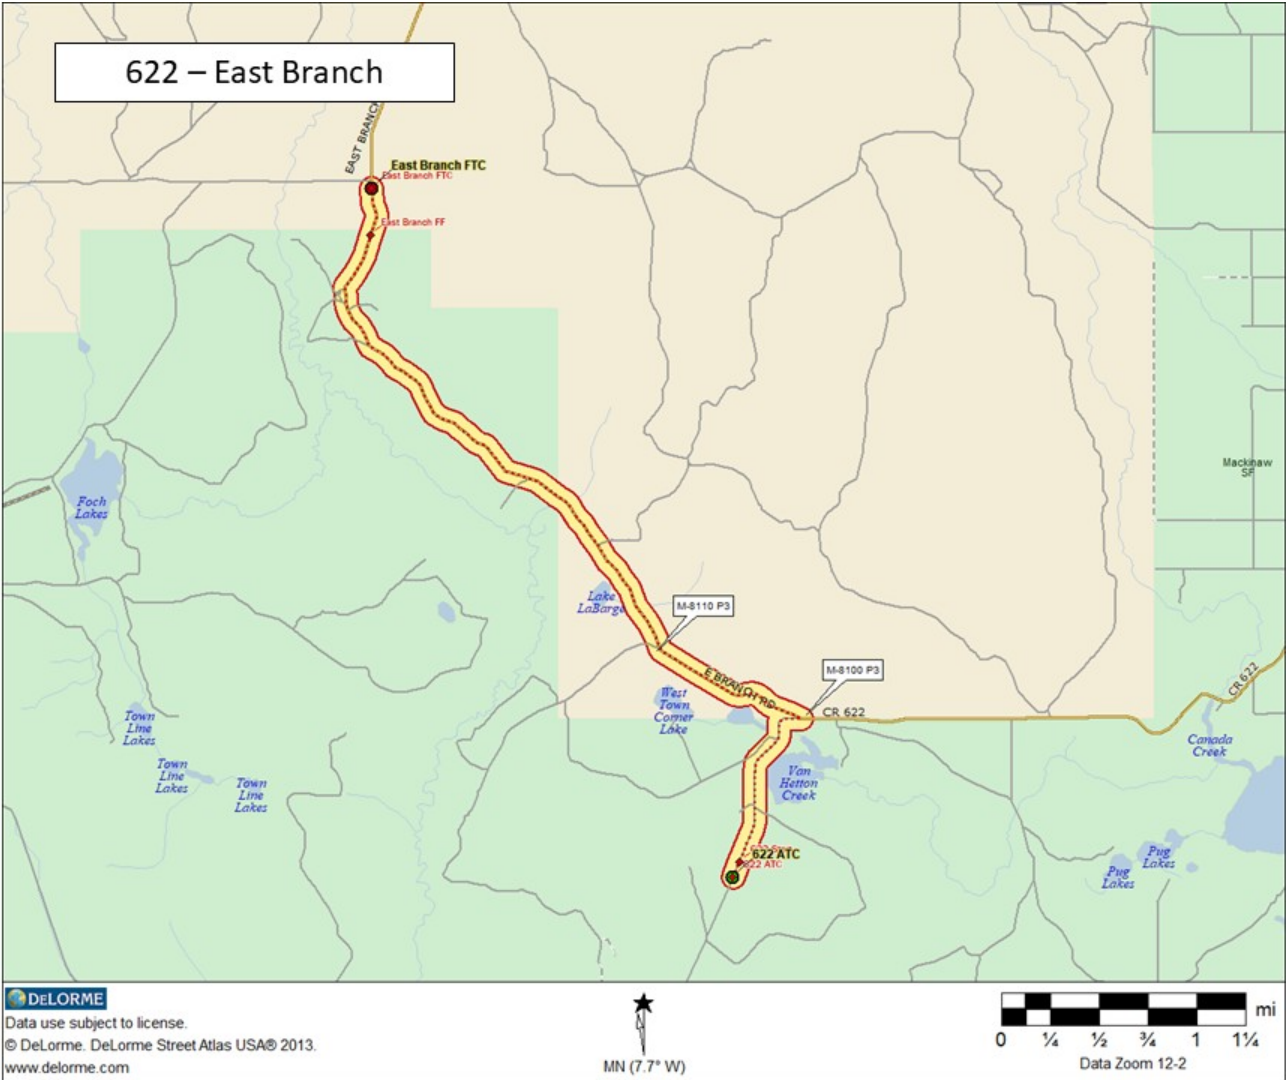 622 – East Branch
EAST BRANCH
East Branch FTC
East Branch FTC
East Branch FF
Mackinaw
SF
Foch
Lakes
Lake
LaBarge
M-8110 P3
E BRANCH RD
M-8100 P3
CR 622
CR 622
West
Town
Corner
Lake
Canada
Creek
Town
Line
Lakes
Town
Line
Lakes
Town
Line
Lakes
Van
Hetton
Creek
622 ATC
622 ATC
Pug
Lakes
Pug
Lakes
DELORME
Data use subject to license.
© DeLorme. DeLorme Street Atlas USA® 2013.
www.delorme.com
MN (7.7° W)
mi
0 ¼ ½ ¾ 1 1¼
Data Zoom 12-2